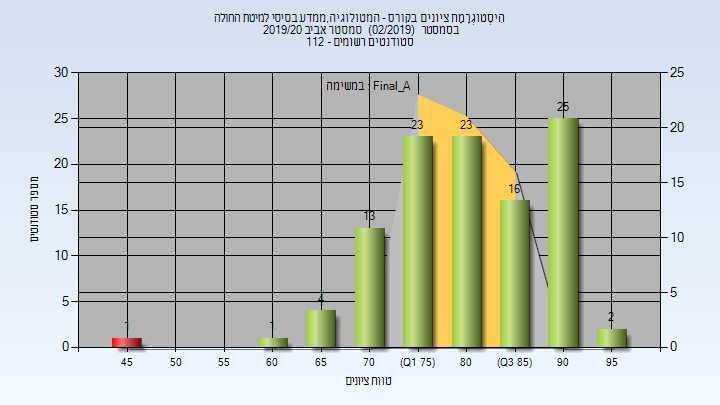 הִיסטוֹגְרַמַת ציונים בקורס - המטולוגיה,ממדע בסיסי למיטת החולה
בסמסטר (02/2019) סמסטר אביב 2019/20
סטודנטים רשומים - 112
במשימה : Final_A
30 25 20 15 10 5 0
מספר סטודנטים
25 20 15 10 5 0
1 1 4 13 23 23 16 25 2
45 50 55 60 65 70 (Q1 75) 80 (Q3 85) 90 95
טווח ציונים